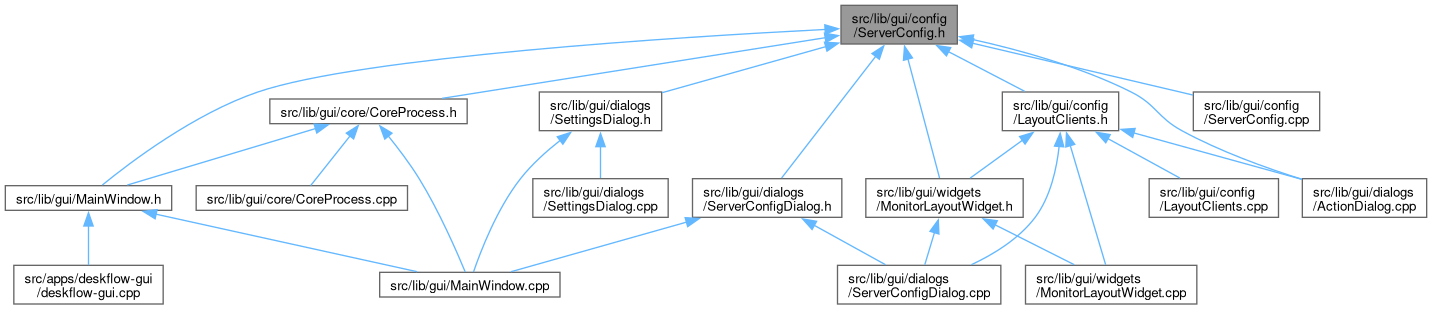 src/lib/gui/config
/ServerConfig.h
src/lib/gui/core/CoreProcess.h
src/lib/gui/dialogs
/SettingsDialog.h
src/lib/gui/config
/LayoutClients.h
src/lib/gui/config
/ServerConfig.cpp
src/lib/gui/MainWindow.h
src/lib/gui/core/CoreProcess.cpp
src/lib/gui/dialogs
/SettingsDialog.cpp
src/lib/gui/dialogs
/ServerConfigDialog.h
src/lib/gui/widgets
/MonitorLayoutWidget.h
src/lib/gui/config
/LayoutClients.cpp
src/lib/gui/dialogs
/ActionDialog.cpp
src/apps/deskflow-gui
/deskflow-gui.cpp
src/lib/gui/MainWindow.cpp
src/lib/gui/dialogs
/ServerConfigDialog.cpp
src/lib/gui/widgets
/MonitorLayoutWidget.cpp